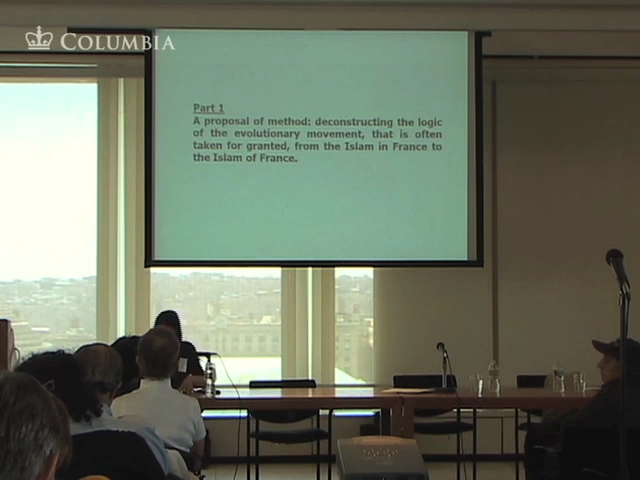 COLUMBIA
Part 1
A proposal of method: deconstructing the logic
of the evolutionary movement, that is often
taken for granted, from the Islam in France to
the Islam of France.